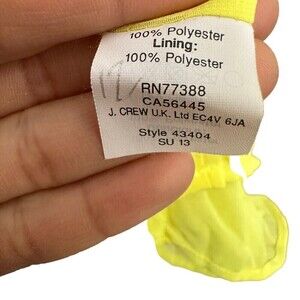 100% Polyester
Lining:
100% Polyester
RN77388
CA56445
J. CREW U.K. Ltd EC4V 6JA
Style 43404
SU 13